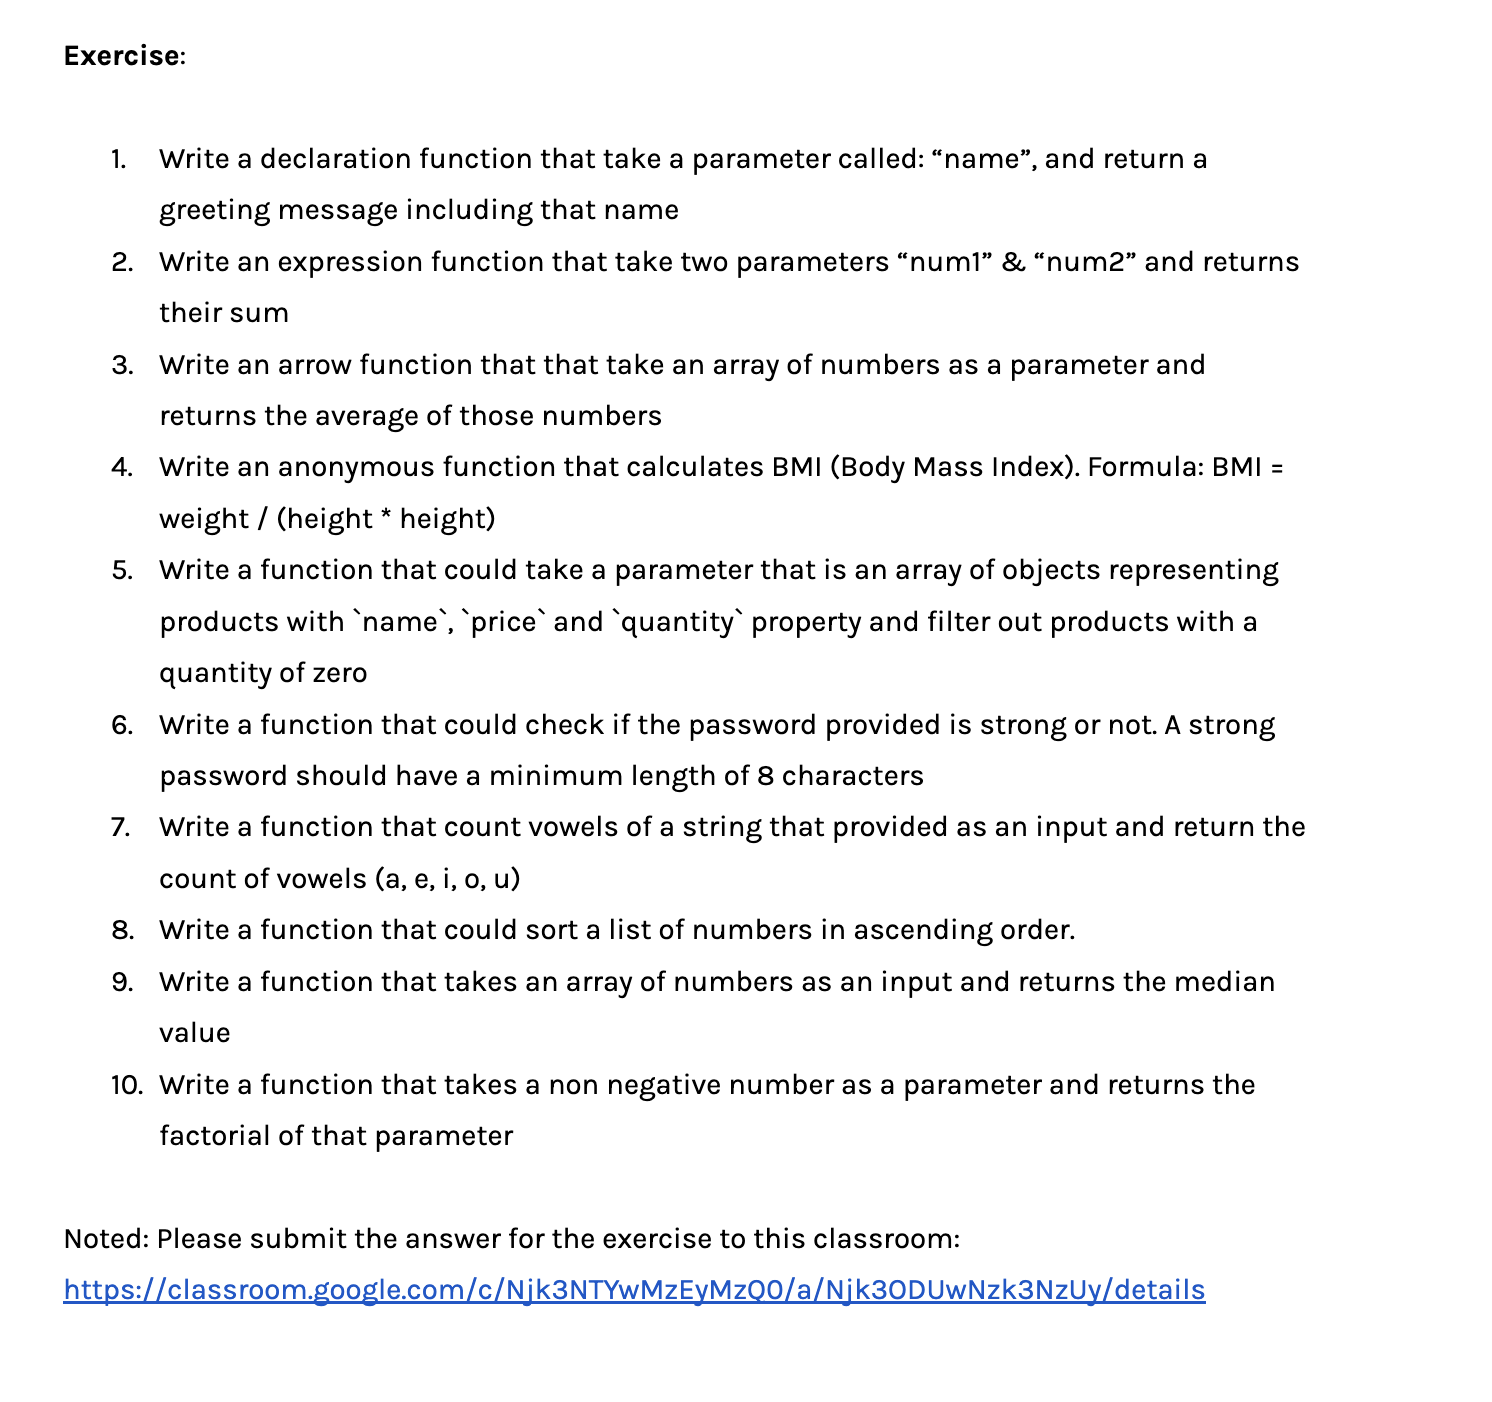 Exercise:
1. Write a declaration function that take a parameter called: “name”, and return a
greeting message including that name
2. Write an expression function that take two parameters “num1” & “num2” and returns
their sum
3. Write an arrow function that that take an array of numbers as a parameter and
returns the average of those numbers
4. Write an anonymous function that calculates BMI (Body Mass Index). Formula: BMI =
weight / (height * height)
5. Write a function that could take a parameter that is an array of objects representing
products with `name`, `price` and `quantity` property and filter out products with a
quantity of zero
6. Write a function that could check if the password provided is strong or not. A strong
password should have a minimum length of 8 characters
7. Write a function that count vowels of a string that provided as an input and return the
count of vowels (a, e, i, o, u)
8. Write a function that could sort a list of numbers in ascending order.
9. Write a function that takes an array of numbers as an input and returns the median
value
10. Write a function that takes a non negative number as a parameter and returns the
factorial of that parameter
Noted: Please submit the answer for the exercise to this classroom:
https://classroom.google.com/c/Njk3NTYwMzEyMzQ0/a/Njk3ODUwNzk3NzUy/details